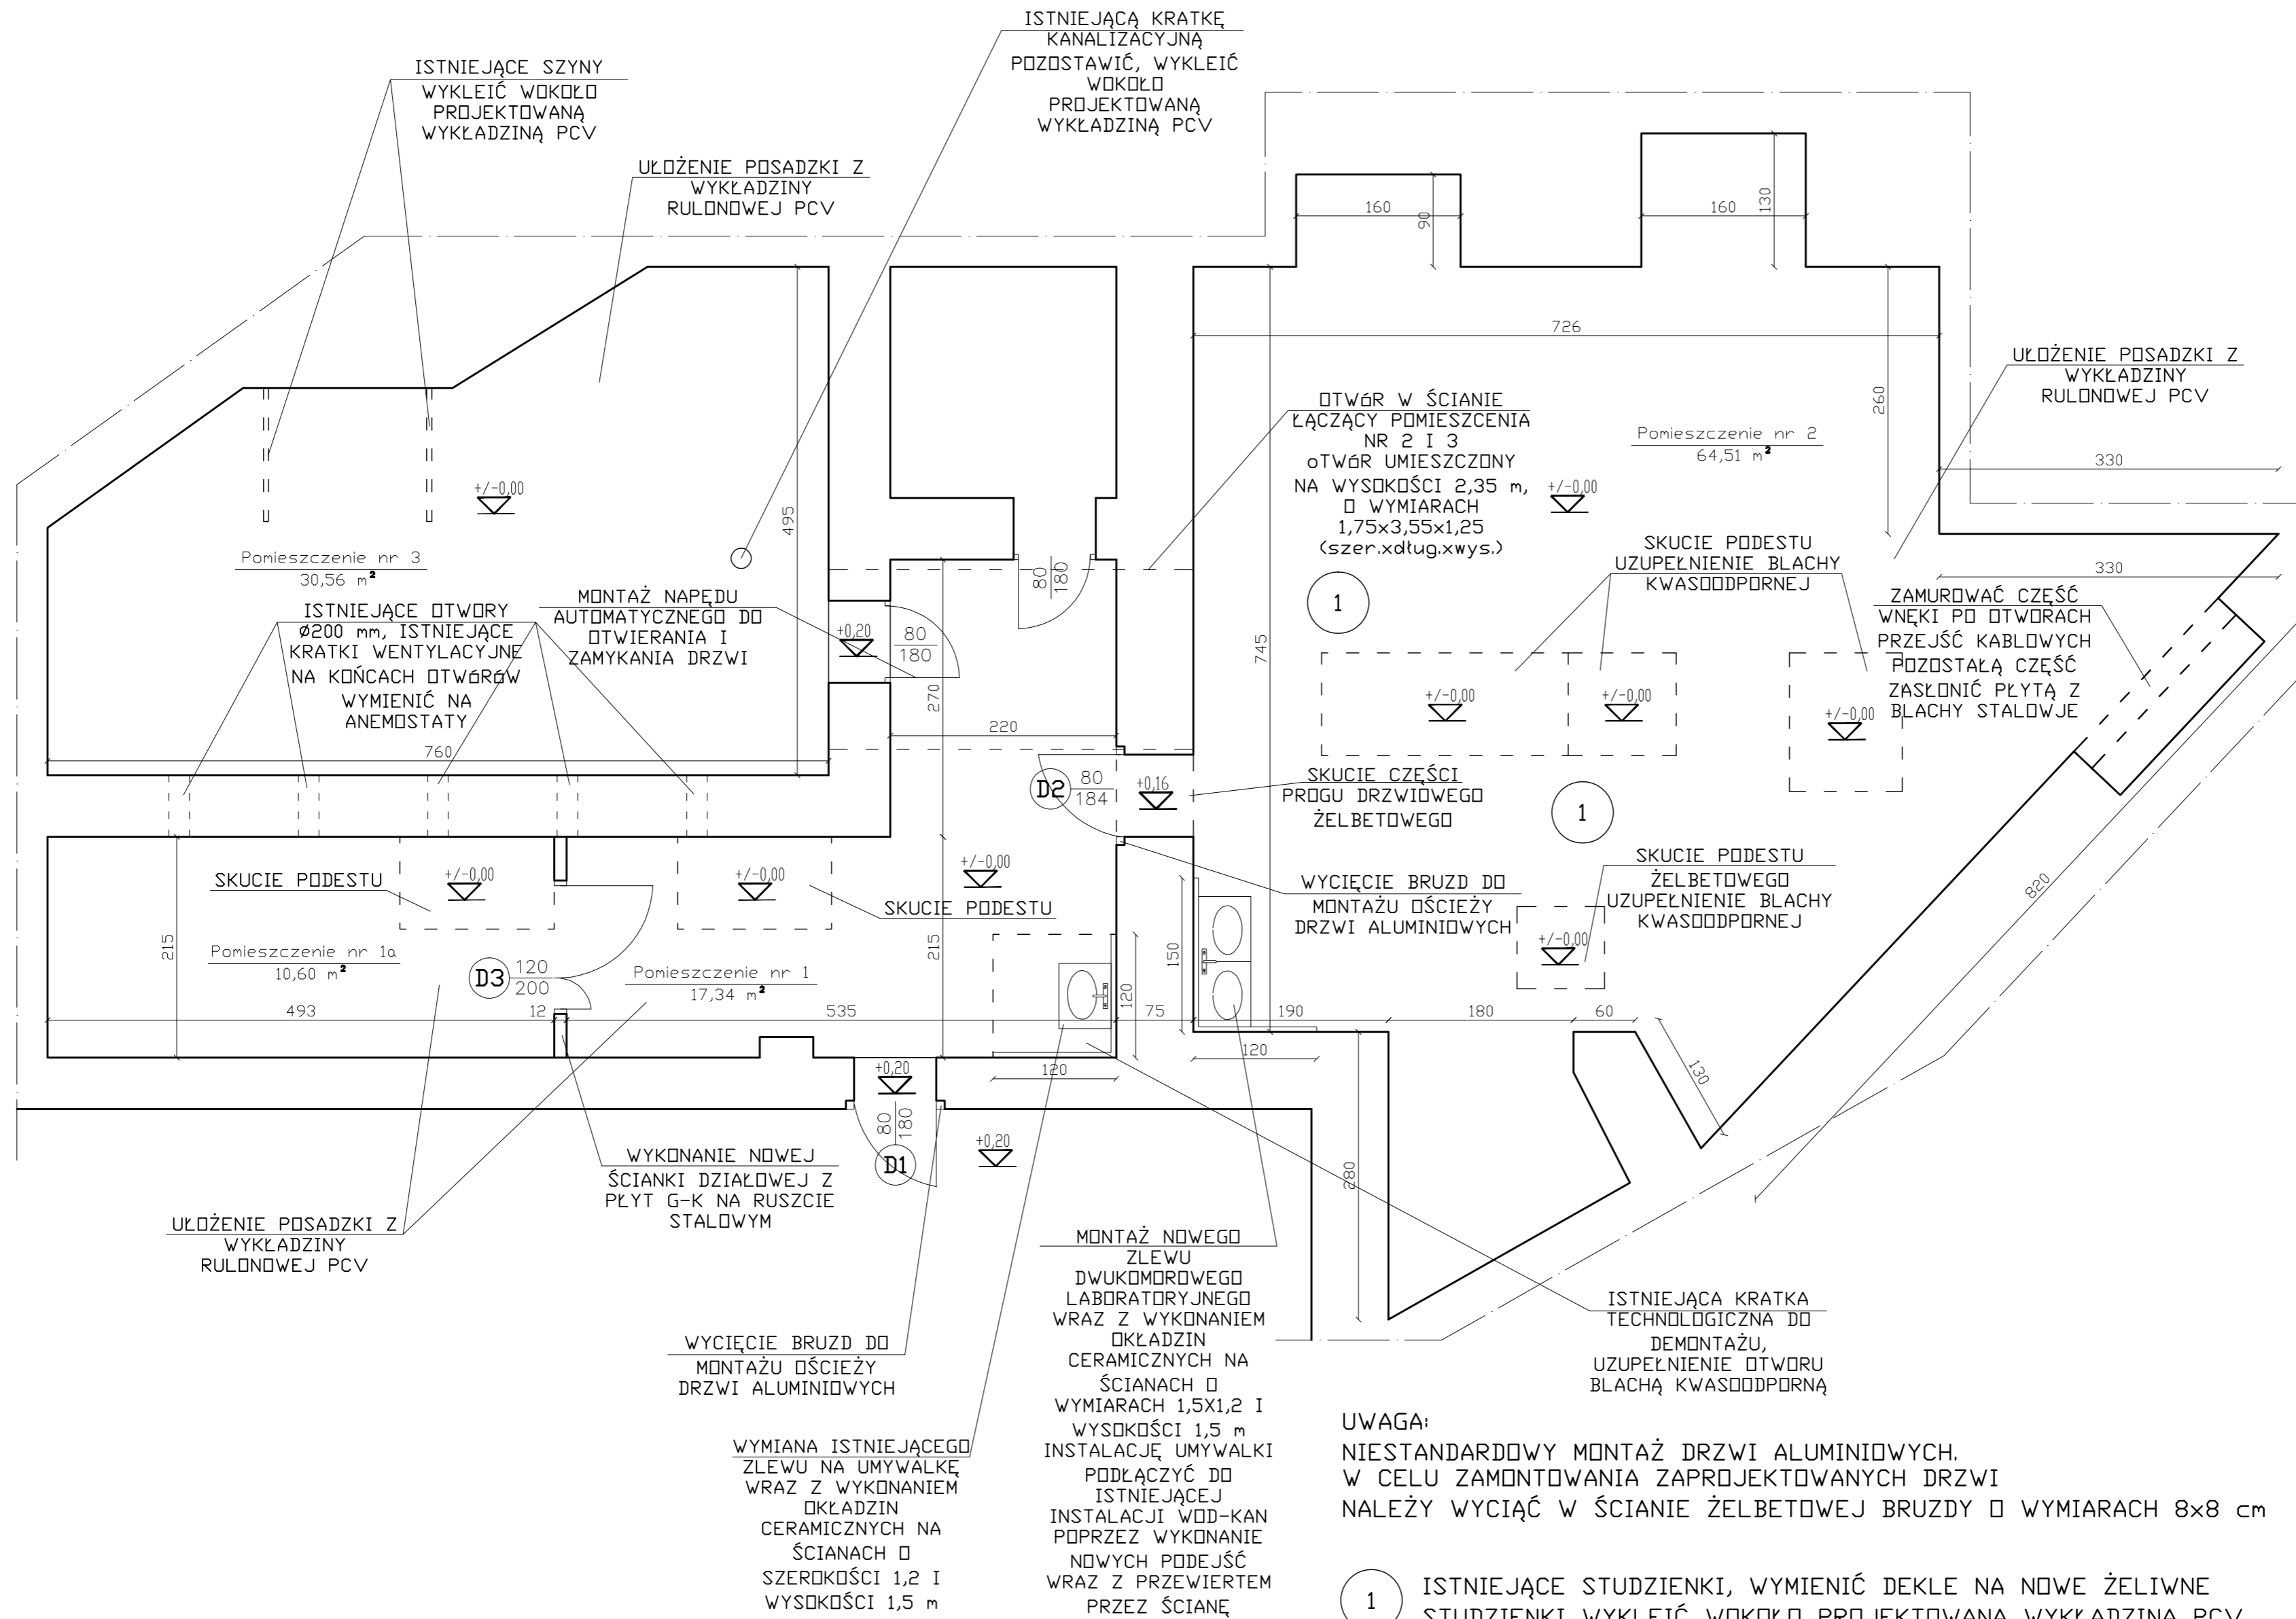 ISTNIEJĄCĄ KRATKĘ
KANALIZACYJNĄ
POZOSTAWIĆ, WYKLEIĆ
WOKOŁO
PROJEKTOWANĄ
WYKŁADZINĄ PCV
ISTNIEJĄCE SZYNY
WYKLEIĆ WOKOŁO
PROJEKTOWANĄ
WYKŁADZINĄ PCV
UŁOŻENIE POSADZKI Z
WYKŁADZINY
RULONOWEJ PCV
160
90
160
130
726
260
UŁOŻENIE POSADZKI Z
WYKŁADZINY
RULONOWEJ PCV
OTWóR W ŚCIANIE
ŁĄCZĄCY POMIESZCENIA
NR 2 I 3
oTWóR UMIESZCZONY
NA WYSOKOŚCI 2,35 m,
O WYMIARACH
1,75x3,55x1,25
(szer.xdług.xwys.)
Pomieszczenie nr 2
64,51 m²
+/-0,00
330
330
+/-0,00
495
Pomieszczenie nr 3
30,56 m²
ISTNIEJĄCE OTWORY
Ø200 mm, ISTNIEJĄCE
KRATKI WENTYLACYJNE
NA KOŃCACH OTWóRóW
WYMIENIĆ NA
ANEMOSTATY
MONTAŻ NAPĘDU
AUTOMATYCZNEGO DO
OTWIERANIA I
ZAMYKANIA DRZWI
+0,20
80
180
80
180
SKUCIE PODESTU
UZUPEŁNIENIE BLACHY
KWASOODPORNEJ
ZAMUROWAĆ CZĘŚĆ
WNĘKI PO OTWORACH
PRZEJŚĆ KABLOWYCH
POZOSTAŁĄ CZĘŚĆ
ZASŁONIĆ PŁYTĄ Z
BLACHY STALOWJE
1
745
+/-0,00
+/-0,00
+/-0,00
270
220
760
D2
80
184
+0,16
SKUCIE CZĘŚCI
PROGU DRZWIOWEGO
ŻELBETOWEGO
1
SKUCIE PODESTU
+/-0,00
+/-0,00
SKUCIE PODESTU
+/-0,00
WYCIĘCIE BRUZD DO
MONTAŻU OŚCIEŻY
DRZWI ALUMINIOWYCH
SKUCIE PODESTU
ŻELBETOWEGO
UZUPEŁNIENIE BLACHY
KWASOODPORNEJ
+/-0,00
820
215
Pomieszczenie nr 1a
10,60 m²
D3
120
200
Pomieszczenie nr 1
17,34 m²
215
120
150
493
12
535
75
190
180
60
120
120
130
280
+0,20
80
180
D1
+0,20
WYKONANIE NOWEJ
ŚCIANKI DZIAŁOWEJ Z
PŁYT G-K NA RUSZCIE
STALOWYM
UŁOŻENIE POSADZKI Z
WYKŁADZINY
RULONOWEJ PCV
WYCIĘCIE BRUZD DO
MONTAŻU OŚCIEŻY
DRZWI ALUMINIOWYCH
WYMIANA ISTNIEJĄCEGO
ZLEWU NA UMYWALKĘ
WRAZ Z WYKONANIEM
OKŁADZIN
CERAMICZNYCH NA
ŚCIANACH O
SZEROKOŚCI 1,2 I
WYSOKOŚCI 1,5 m
MONTAŻ NOWEGO
ZLEWU
DWUKOMOROWEGO
LABORATORYJNEGO
WRAZ Z WYKONANIEM
OKŁADZIN
CERAMICZNYCH NA
ŚCIANACH O
WYMIARACH 1,5X1,2 I
WYSOKOŚCI 1,5 m
INSTALACJĘ UMYWALKI
PODŁĄCZYĆ DO
ISTNIEJĄCEJ
INSTALACJI WOD-KAN
POPRZEZ WYKONANIE
NOWYCH PODEJŚĆ
WRAZ Z PRZEWIERTEM
PRZEZ ŚCIANĘ
ISTNIEJĄCA KRATKA
TECHNOLOGICZNA DO
DEMONTAŻU,
UZUPEŁNIENIE OTWORU
BLACHĄ KWASOODPORNĄ
UWAGA:
NIESTANDARDOWY MONTAŻ DRZWI ALUMINIOWYCH.
W CELU ZAMONTOWANIA ZAPROJEKTOWANYCH DRZWI
NALEŻY WYCIĄĆ W ŚCIANIE ŻELBETOWEJ BRUZDY O WYMIARACH 8x8 cm
1
ISTNIEJĄCE STUDZIENKI, WYMIENIĆ DEKLE NA NOWE ŻELIWNE
STUDZIENKI WYKLEIĆ WOKOŁO PROJEKTOWANĄ WYKŁADZINĄ PCV